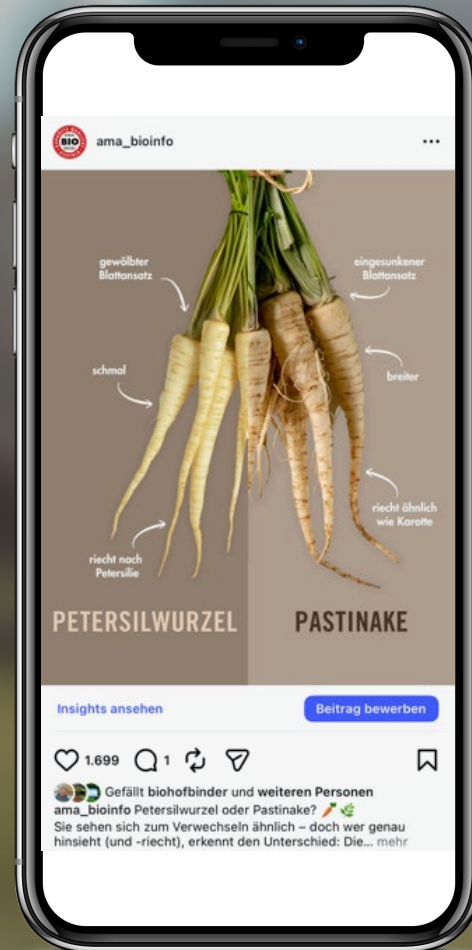 BIO
ama_bioinfo
gewölbter
Blattansatz
eingesunkener
Blattansatz
schmal
breiter
riecht ähnlich
wie Karotte
riecht nach
Petersilie
PETERSILWURZEL
PASTINAKE
Insights ansehen
Beitrag bewerben
1.699
1
Gefällt biohofbinder und weiteren Personen
ama_bioinfo Petersilwurzel oder Pastinake? 🥕🌿
Sie sehen sich zum Verwechseln ähnlich – doch wer genau
hinsieht (und -riecht), erkennt den Unterschied: Die... mehr